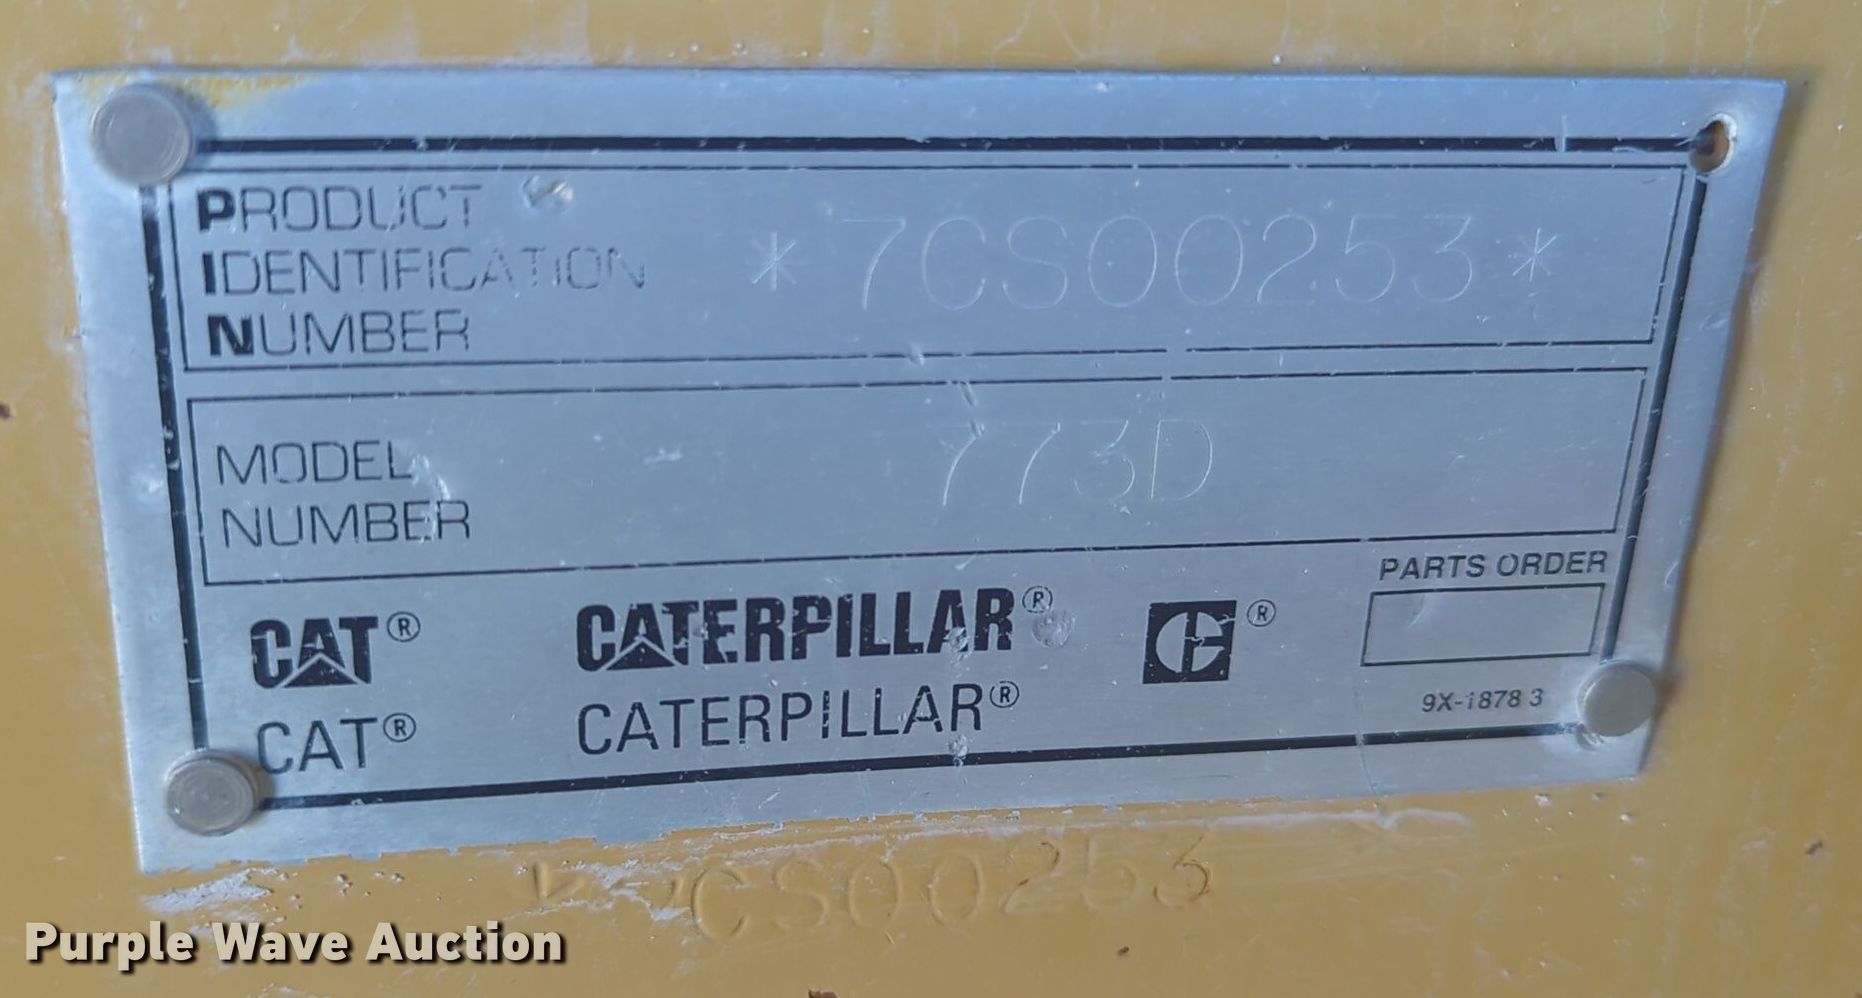 PRODUCT
IDENTIFICATION
NUMBER
*7CS00253*
MODEL
NUMBER
773D
PARTS ORDER
CAT® CATERPILLAR® ®
CAT® CATERPILLAR®
9X-1878 3
*7CS00253
Purple Wave Auction